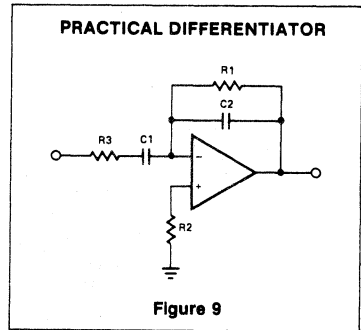 PRACTICAL DIFFERENTIATOR
R1
C2
R3
C1
−
+
R2
Figure 9